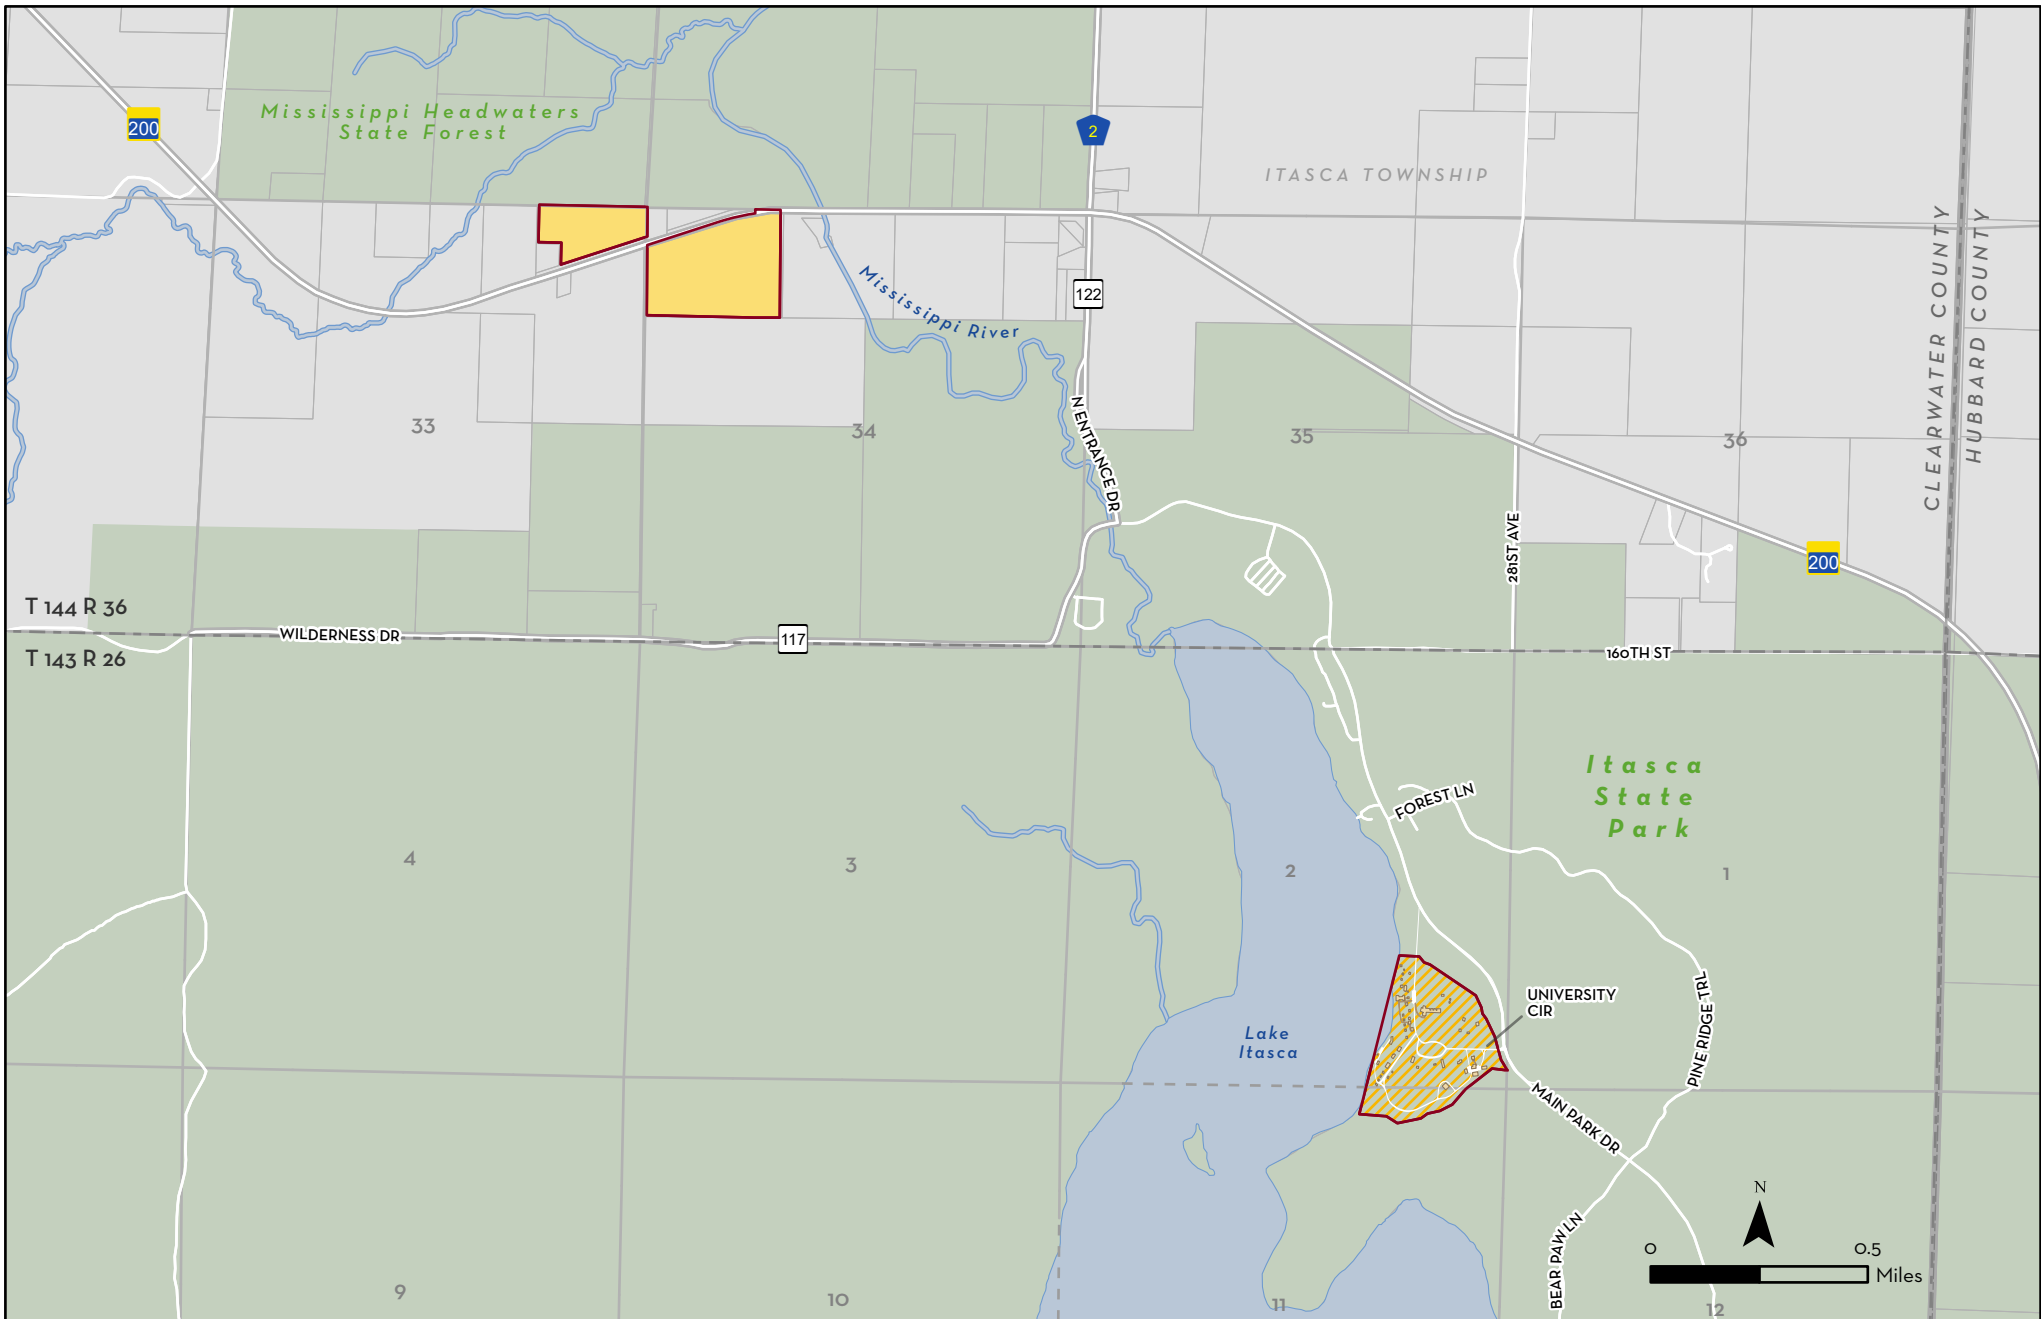 Mississippi Headwaters
State Forest
200
2
ITASCA TOWNSHIP
CLEARWATER COUNTY
HUBBARD COUNTY
122
Mississippi River
N ENTRANCE DR
33
34
35
36
281ST AVE
200
T 144 R 36
WILDERNESS DR
117
T 143 R 26
160TH ST
Itasca
State
Park
FOREST LN
4
3
2
1
UNIVERSITY
CIR
PINE RIDGE TRL
Lake
Itasca
MAIN PARK DR
BEAR PAW LN
N
0 0.5
Miles
9
10
11
12